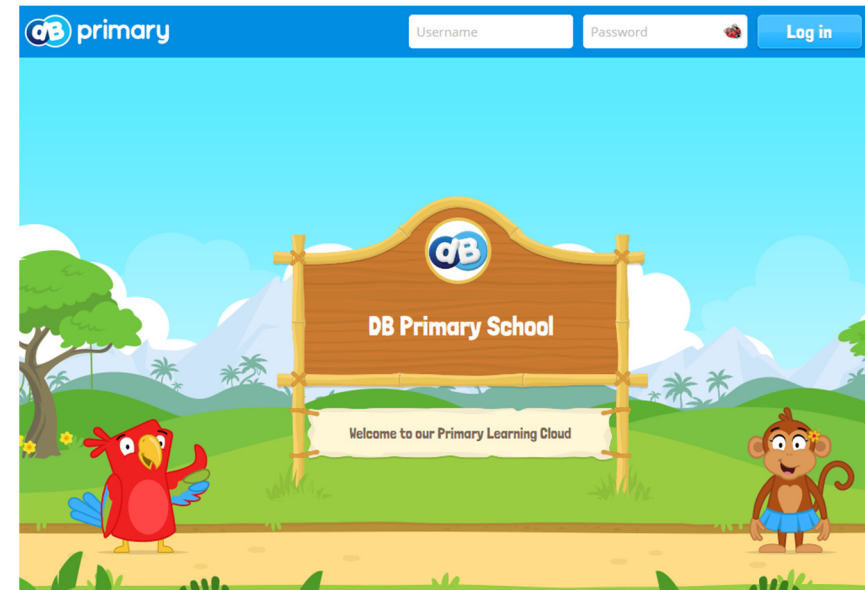 dB primary
Username
Password
Log in
dB
DB Primary School
Welcome to our Primary Learning Cloud